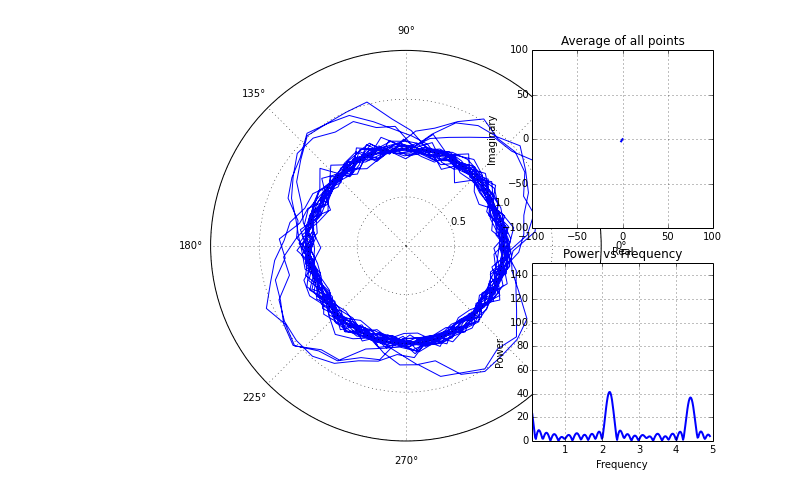 90°
135°
180°
225°
270°
0°
0.5
1.0
Average of all points
100
50
0
−50
−100
Imaginary
−100 −50 0 50 100
Real
Power vs Frequency
140
120
100
80
60
40
20
0
Power
1 2 3 4 5
Frequency